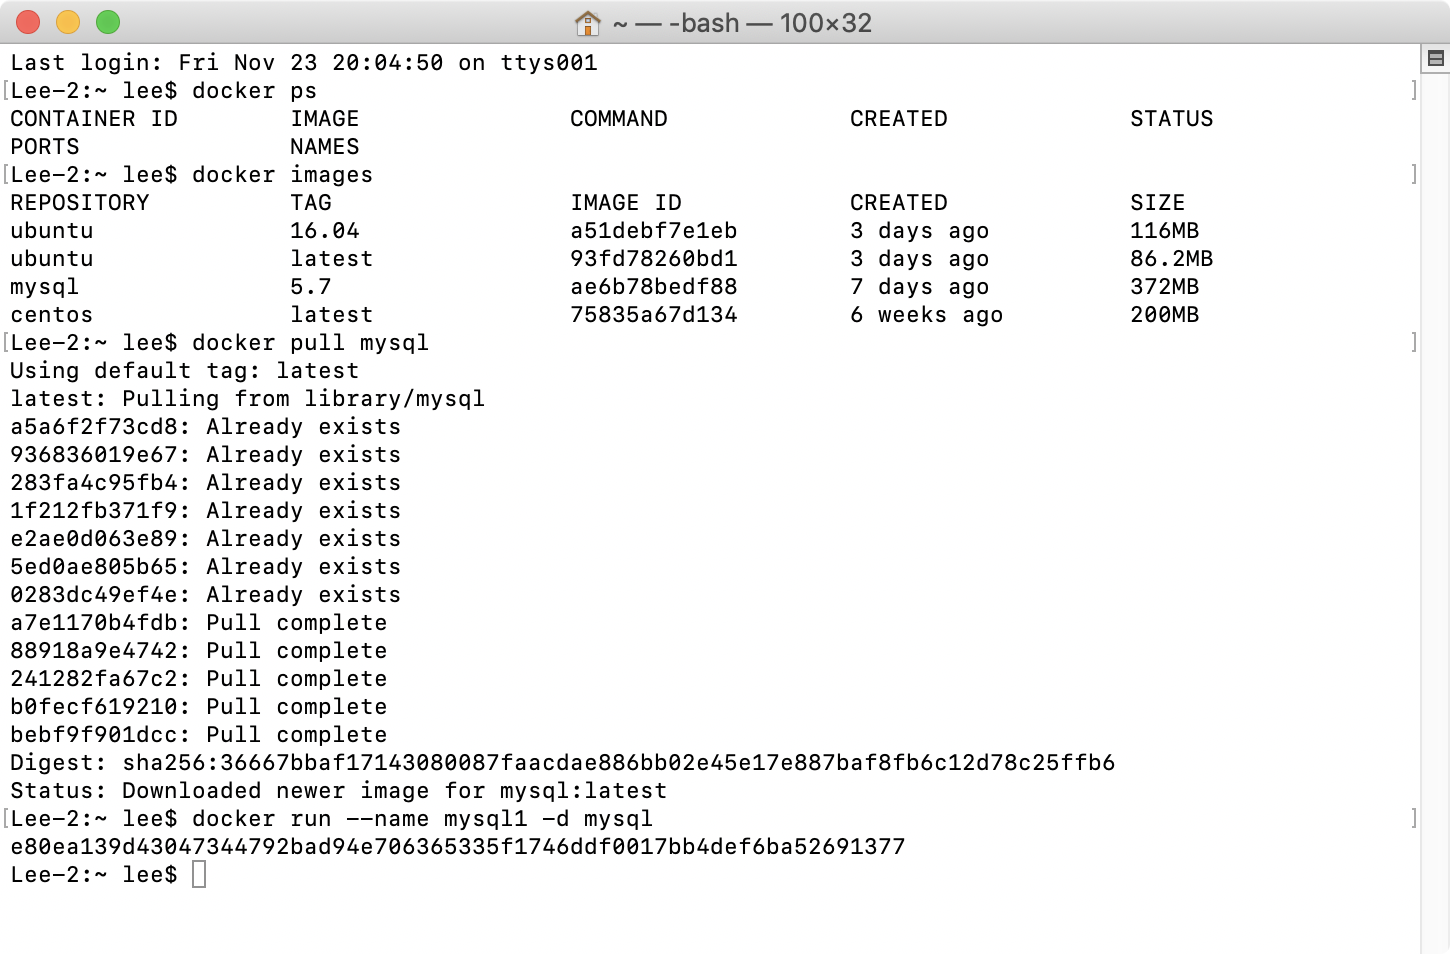 ~ — -bash — 100×32
Last login: Fri Nov 23 20:04:50 on ttys001
[Lee-2:~ lee$ docker ps ]
CONTAINER ID        IMAGE               COMMAND             CREATED             STATUS
PORTS               NAMES
[Lee-2:~ lee$ docker images ]
REPOSITORY          TAG                 IMAGE ID            CREATED             SIZE
ubuntu              16.04               a51debf7e1eb        3 days ago          116MB
ubuntu              latest              93fd78260bd1        3 days ago          86.2MB
mysql               5.7                 ae6b78bedf88        7 days ago          372MB
centos              latest              75835a67d134        6 weeks ago         200MB
[Lee-2:~ lee$ docker pull mysql ]
Using default tag: latest
latest: Pulling from library/mysql
a5a6f2f73cd8: Already exists
936836019e67: Already exists
283fa4c95fb4: Already exists
1f212fb371f9: Already exists
e2ae0d063e89: Already exists
5ed0ae805b65: Already exists
0283dc49ef4e: Already exists
a7e1170b4fdb: Pull complete
88918a9e4742: Pull complete
241282fa67c2: Pull complete
b0fecf619210: Pull complete
bebf9f901dcc: Pull complete
Digest: sha256:36667bbaf17143080087faacdae886bb02e45e17e887baf8fb6c12d78c25ffb6
Status: Downloaded newer image for mysql:latest
[Lee-2:~ lee$ docker run --name mysql1 -d mysql ]
e80ea139d43047344792bad94e706365335f1746ddf0017bb4def6ba52691377
Lee-2:~ lee$